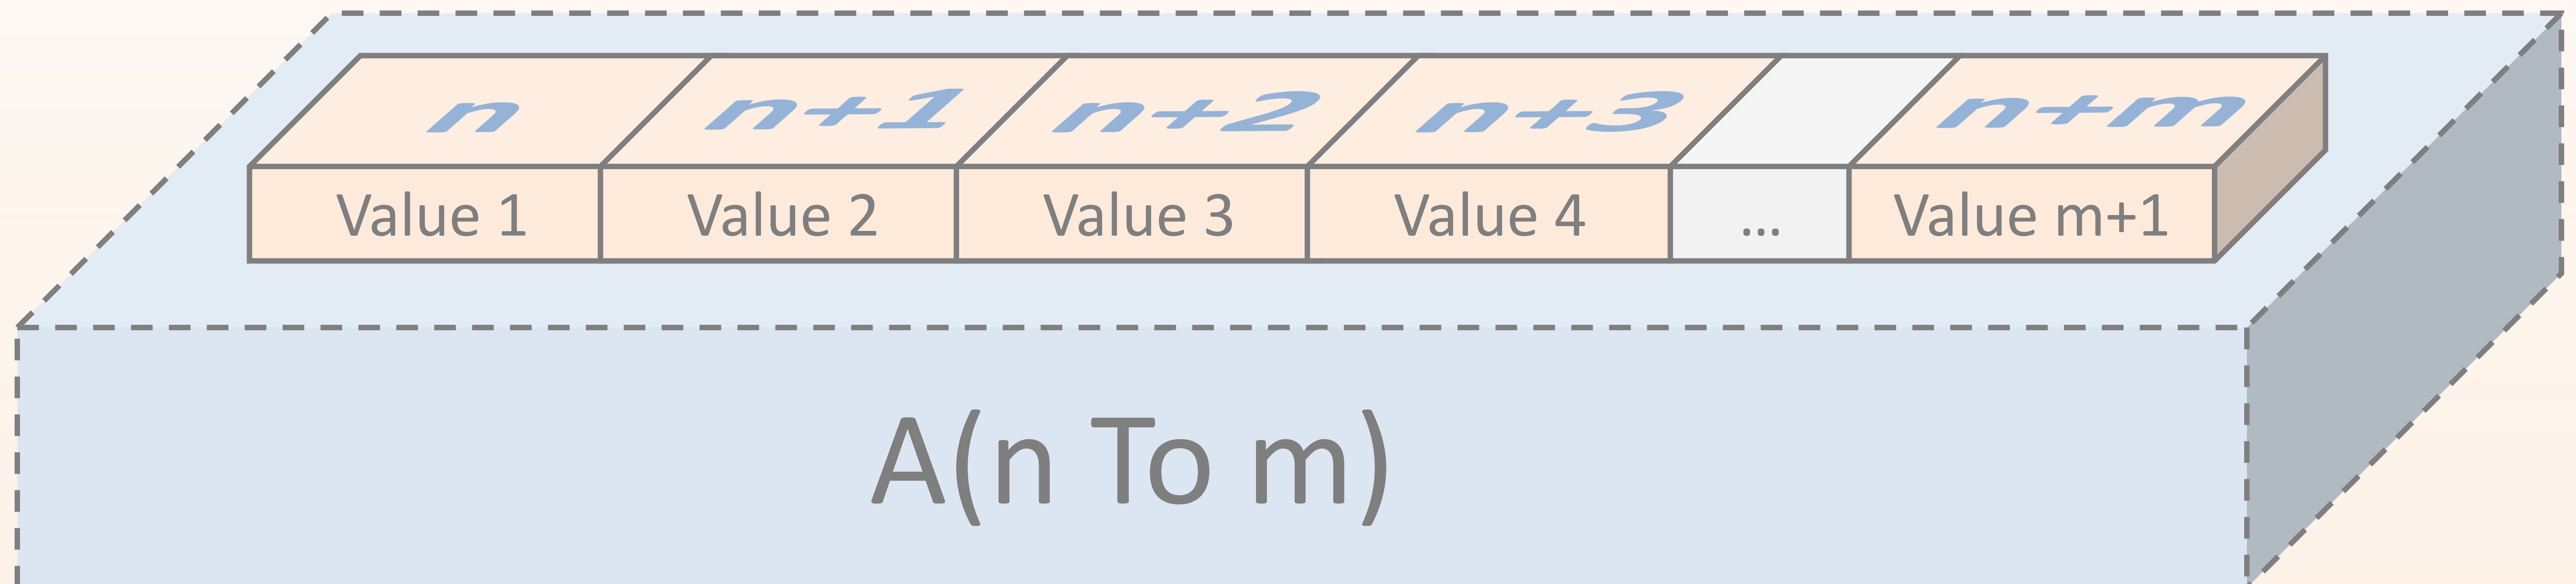 n n+1 n+2 n+3 n+m
Value 1 Value 2 Value 3 Value 4 ... Value m+1
A(n To m)